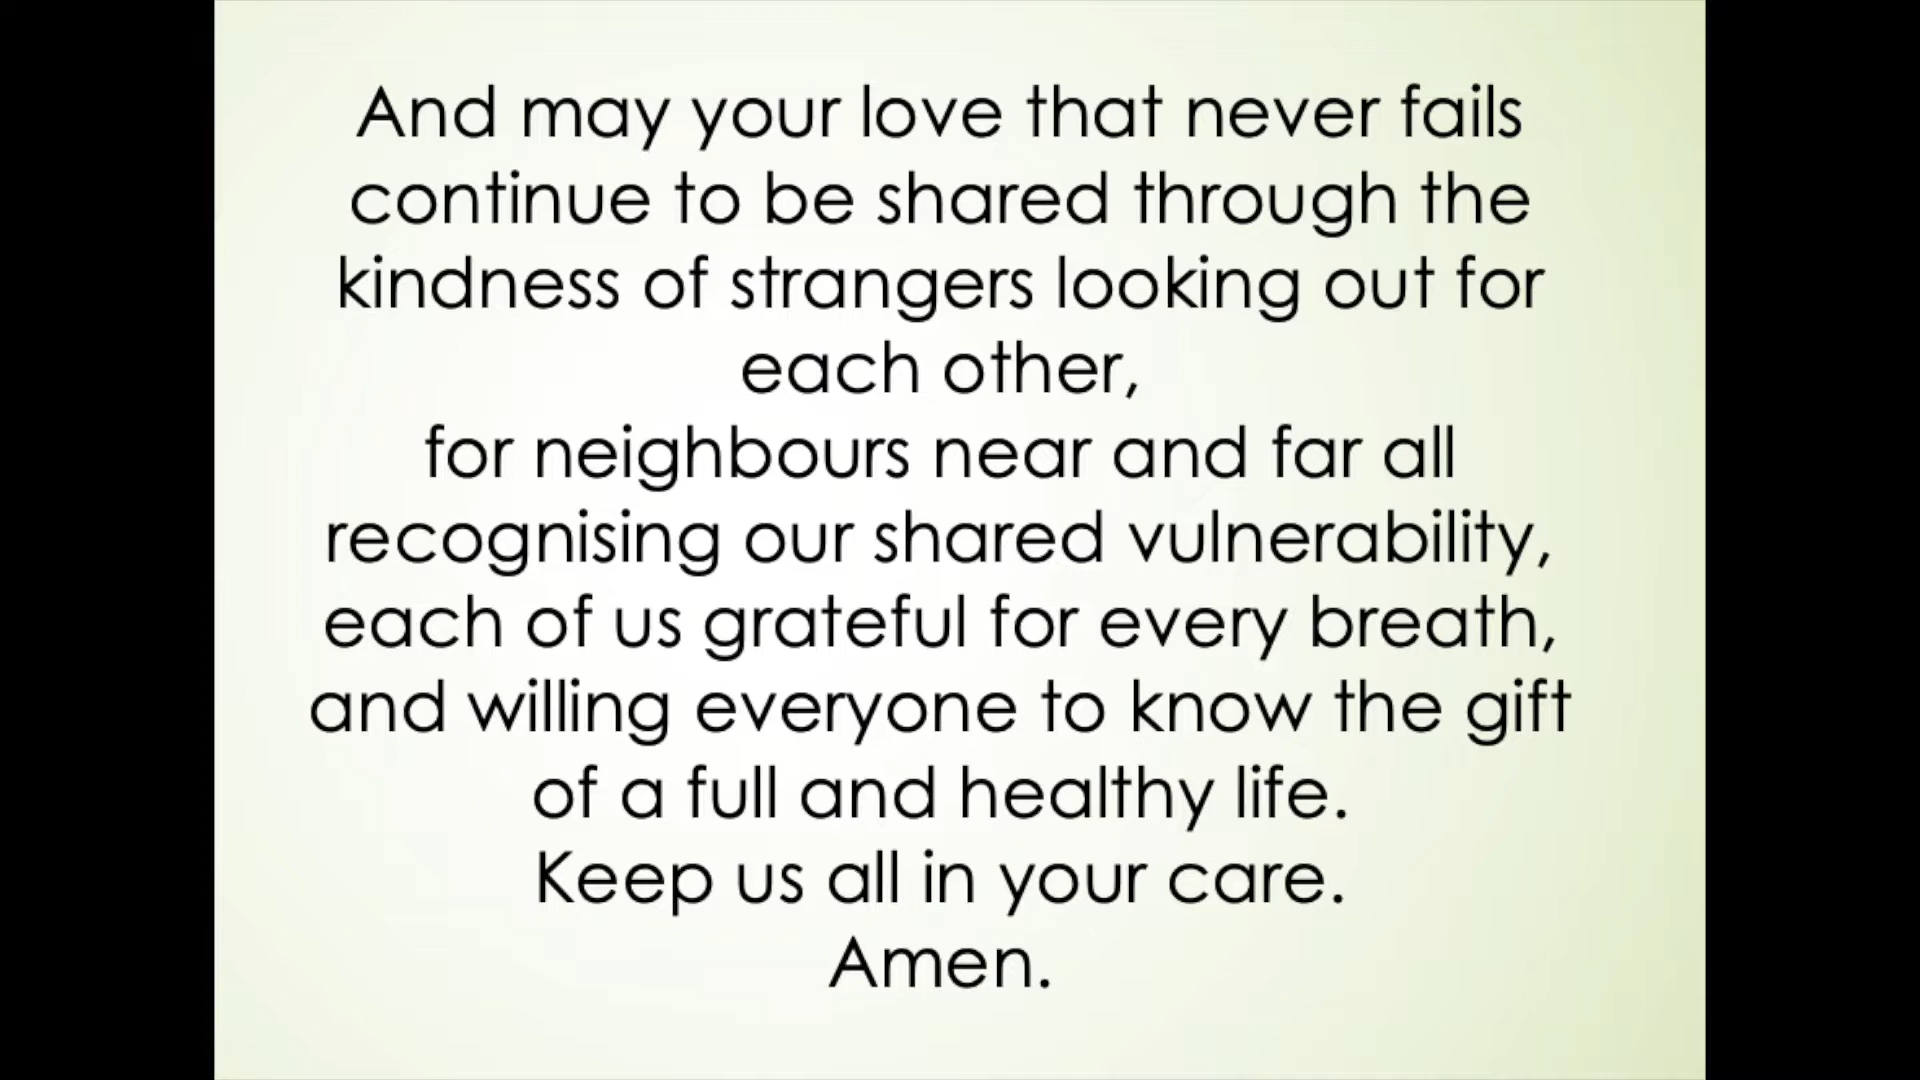 And may your love that never fails
continue to be shared through the
kindness of strangers looking out for
each other,
for neighbours near and far all
recognising our shared vulnerability,
each of us grateful for every breath,
and willing everyone to know the gift
of a full and healthy life.
Keep us all in your care.
Amen.